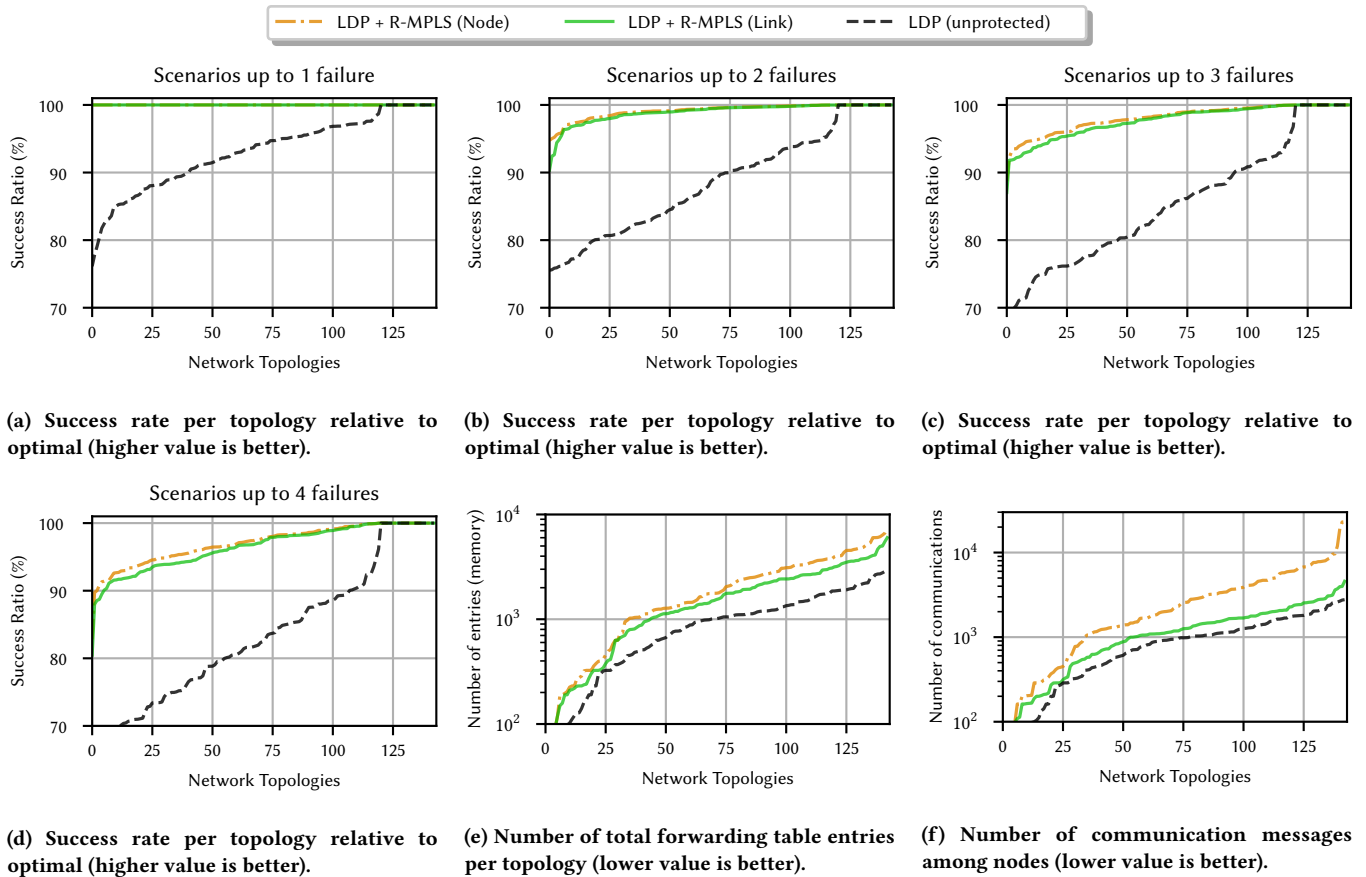 LDP + R-MPLS (Node) LDP + R-MPLS (Link) LDP (unprotected)
Scenarios up to 1 failure
Success Ratio (%)
100
90
80
70
0 25 50 75 100 125
Network Topologies
(a) Success rate per topology relative to
optimal (higher value is better).
Scenarios up to 2 failures
Success Ratio (%)
100
90
80
70
0 25 50 75 100 125
Network Topologies
(b) Success rate per topology relative to
optimal (higher value is better).
Scenarios up to 3 failures
Success Ratio (%)
100
90
80
70
0 25 50 75 100 125
Network Topologies
(c) Success rate per topology relative to
optimal (higher value is better).
Scenarios up to 4 failures
Success Ratio (%)
100
90
80
70
0 25 50 75 100 125
Network Topologies
(d) Success rate per topology relative to
optimal (higher value is better).
Number of entries (memory)
10⁴
10³
10²
0 25 50 75 100 125
Network Topologies
(e) Number of total forwarding table entries
per topology (lower value is better).
Number of communications
10⁴
10³
10²
0 25 50 75 100 125
Network Topologies
(f) Number of communication messages
among nodes (lower value is better).